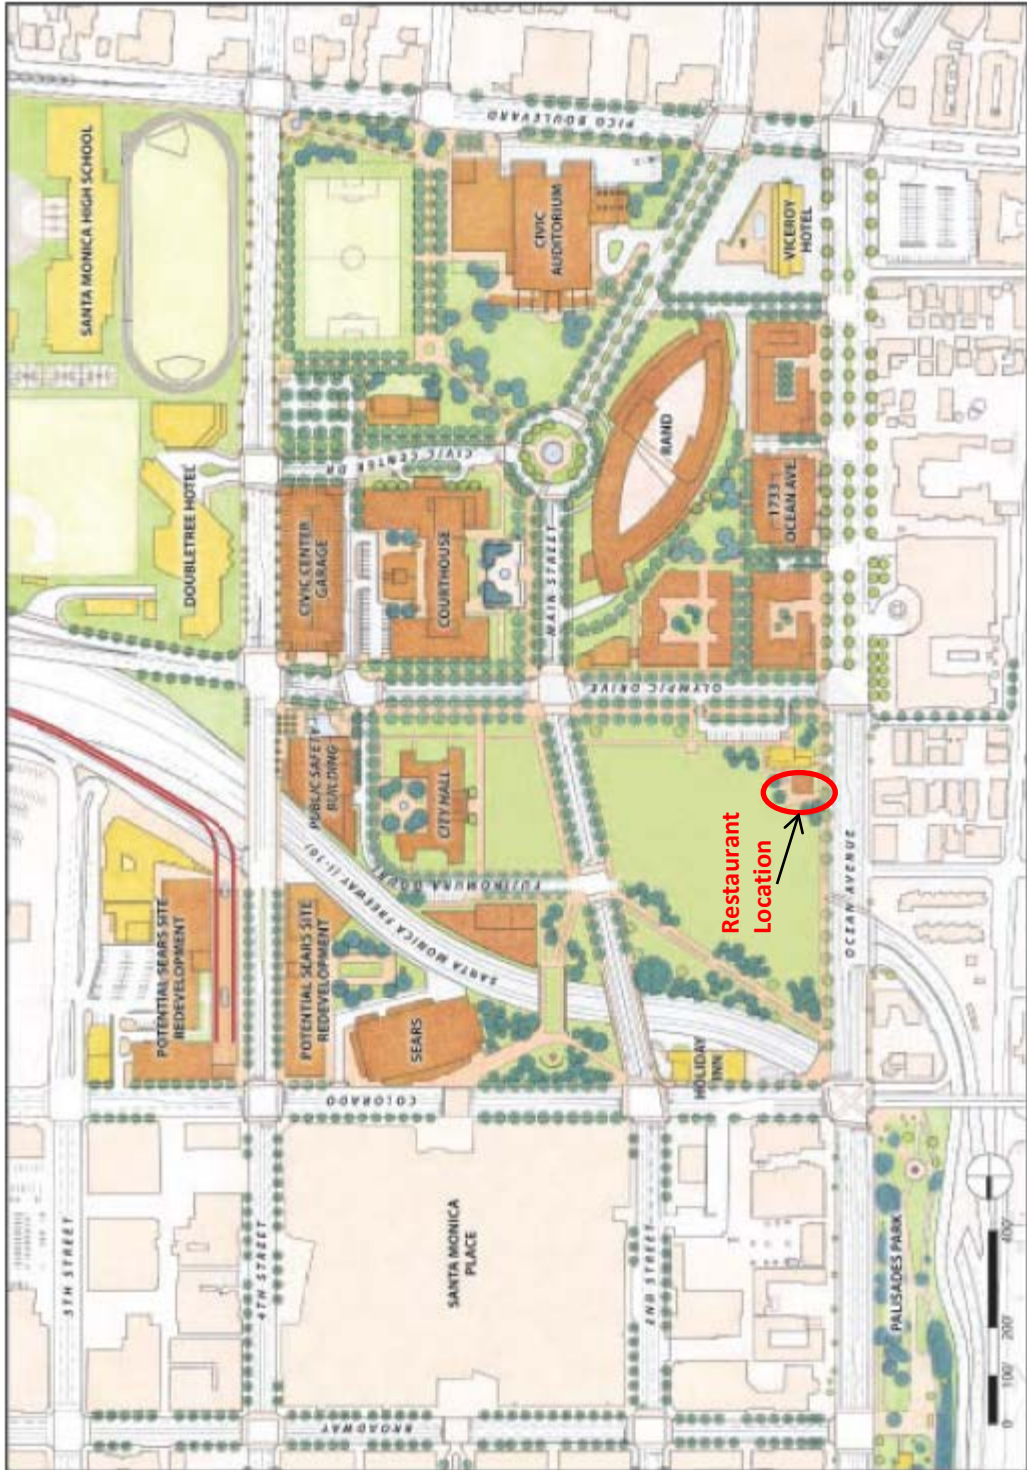 SANTA MONICA HIGH SCHOOL
PICO BOULEVARD
CIVIC
AUDITORIUM
VICEROY
HOTEL
DOUBLETREE HOTEL
CIVIC CENTER DR
RAND
CIVIC CENTER
GARAGE
COURTHOUSE
MAIN STREET
1733
OCEAN AVE.
OLYMPIC DRIVE
PUBLIC SAFETY
BUILDING
CITY HALL
SANTA MONICA FREEWAY (I-10)
FUJINOMURA COURT
Restaurant
Location
OCEAN AVENUE
POTENTIAL SEARS SITE
REDEVELOPMENT
POTENTIAL SEARS SITE
REDEVELOPMENT
SEARS
HOLIDAY
INN
COLORADO
5TH STREET
4TH STREET
SANTA MONICA
PLACE
2ND STREET
PALISADES PARK
BROADWAY
0 100' 200' 400'